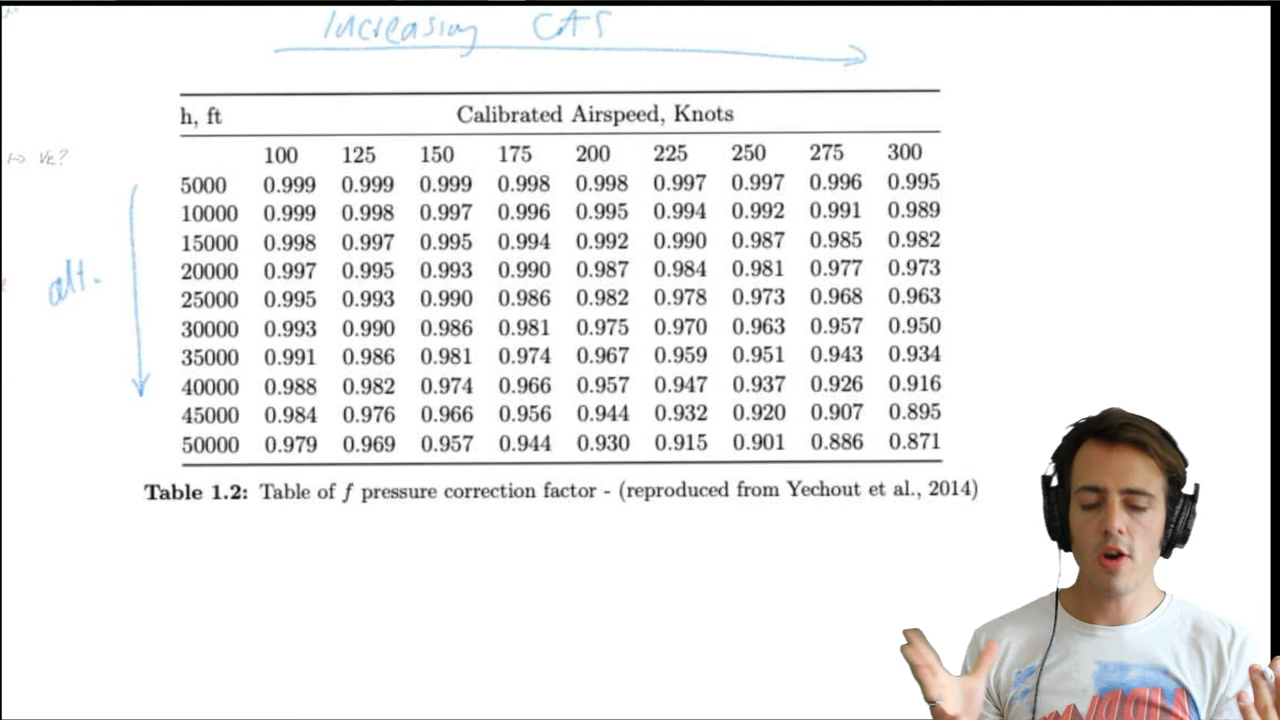 Increasing CAS
h, ft Calibrated Airspeed, Knots
100 125 150 175 200 225 250 275 300
5000 0.999 0.999 0.999 0.998 0.998 0.997 0.997 0.996 0.995
10000 0.999 0.998 0.997 0.996 0.995 0.994 0.992 0.991 0.989
15000 0.998 0.997 0.995 0.994 0.992 0.990 0.987 0.985 0.982
20000 0.997 0.995 0.993 0.990 0.987 0.984 0.981 0.977 0.973
25000 0.995 0.993 0.990 0.986 0.982 0.978 0.973 0.968 0.963
30000 0.993 0.990 0.986 0.981 0.975 0.970 0.963 0.957 0.950
35000 0.991 0.986 0.981 0.974 0.967 0.959 0.951 0.943 0.934
40000 0.988 0.982 0.974 0.966 0.957 0.947 0.937 0.926 0.916
45000 0.984 0.976 0.966 0.956 0.944 0.932 0.920 0.907 0.895
50000 0.979 0.969 0.957 0.944 0.930 0.915 0.901 0.886 0.871
alt.
Table 1.2: Table of f pressure correction factor - (reproduced from Yechout et al., 2014)